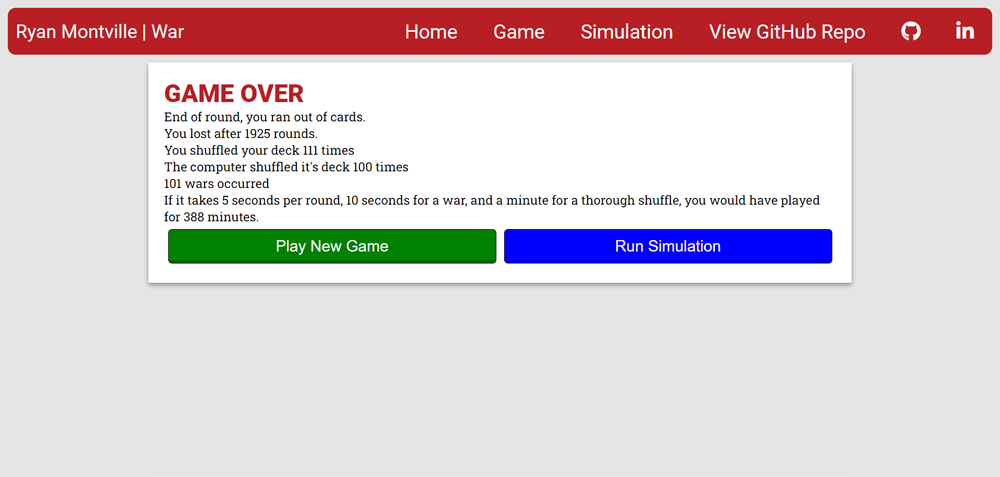 Ryan Montville | War
Home Game Simulation View GitHub Repo in
GAME OVER
End of round, you ran out of cards.
You lost after 1925 rounds.
You shuffled your deck 111 times
The computer shuffled it's deck 100 times
101 wars occurred
If it takes 5 seconds per round, 10 seconds for a war, and a minute for a thorough shuffle, you would have played
for 388 minutes.
Play New Game
Run Simulation